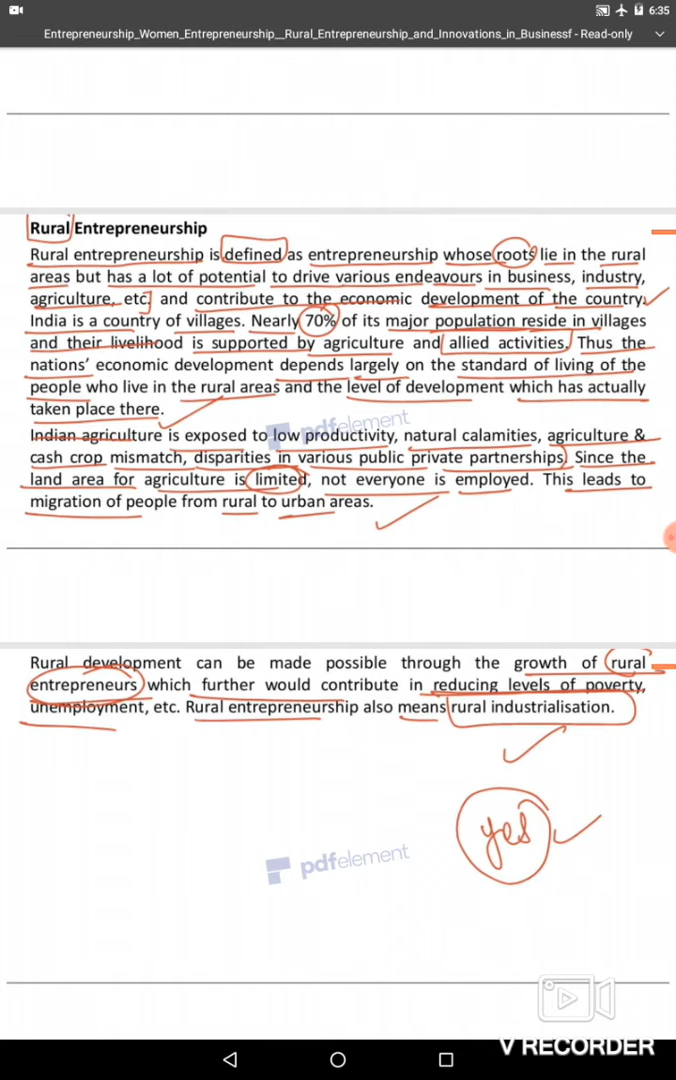 6:35
Entrepreneurship_Women_Entrepreneurship__Rural_Entrepreneurship_and_Innovations_in_Businessf - Read-only
Rural Entrepreneurship
Rural entrepreneurship is defined as entrepreneurship whose roots lie in the rural
areas but has a lot of potential to drive various endeavours in business, industry,
agriculture, etc. and contribute to the economic development of the country.
India is a country of villages. Nearly 70% of its major population reside in villages
and their livelihood is supported by agriculture and allied activities. Thus the
nations' economic development depends largely on the standard of living of the
people who live in the rural areas and the level of development which has actually
taken place there.
pdfelement
Indian agriculture is exposed to low productivity, natural calamities, agriculture &
cash crop mismatch, disparities in various public private partnerships. Since the
land area for agriculture is limited, not everyone is employed. This leads to
migration of people from rural to urban areas.
Rural development can be made possible through the growth of rural
entrepreneurs which further would contribute in reducing levels of poverty,
unemployment, etc. Rural entrepreneurship also means rural industrialisation.
yes
pdfelement
V RECORDER